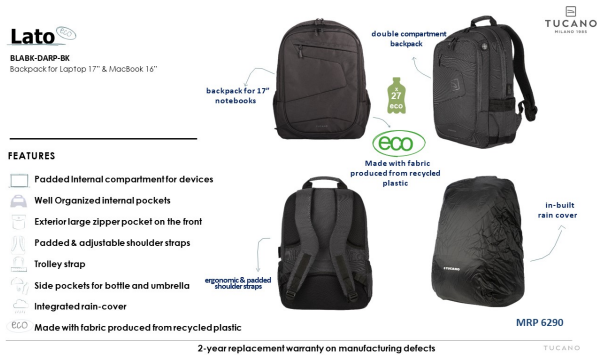 Lato eco
BLABK-DARP-BK
Backpack for Laptop 17” & MacBook 16”
TUCANO
MILANO 1985
double compartment
backpack
backpack for 17”
notebooks
x
27
eco
eco
Made with fabric
produced from recycled
plastic
FEATURES
Padded Internal compartment for devices
Well Organized internal pockets
Exterior large zipper pocket on the front
Padded & adjustable shoulder straps
Trolley strap
Side pockets for bottle and umbrella
Integrated rain-cover
eco Made with fabric produced from recycled plastic
ergonomic & padded
shoulder straps
in-built
rain cover
TUCANO
MRP 6290
2-year replacement warranty on manufacturing defects
TUCANO